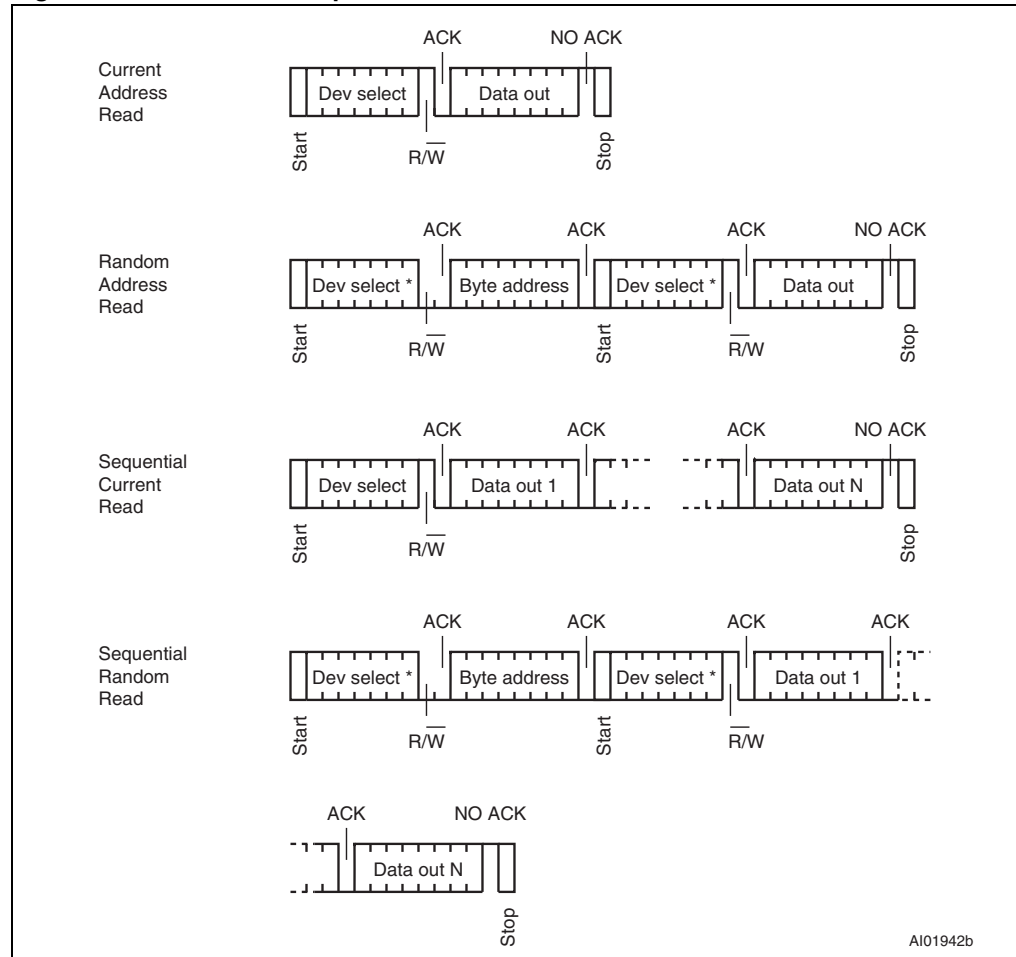 ACK NO ACK
Current
Address
Read
Dev select Data out
Start R/W Stop
ACK ACK ACK NO ACK
Random
Address
Read
Dev select * Byte address Dev select * Data out
Start R/W Start R/W Stop
ACK ACK ACK NO ACK
Sequential
Current
Read
Dev select Data out 1 Data out N
Start R/W Stop
ACK ACK ACK ACK
Sequential
Random
Read
Dev select * Byte address Dev select * Data out 1
Start R/W Start R/W
ACK NO ACK
Data out N
Stop
AI01942b